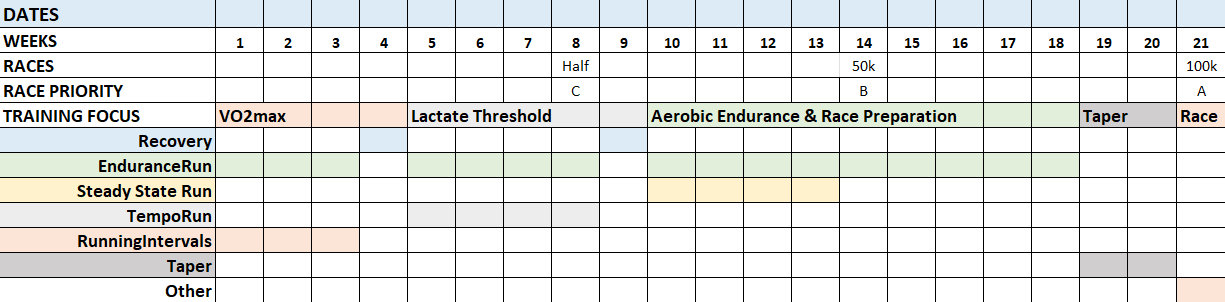 DATES
WEEKS 1 2 3 4 5 6 7 8 9 10 11 12 13 14 15 16 17 18 19 20 21
RACES Half 50k 100k
RACE PRIORITY C B A
TRAINING FOCUS VO2max Lactate Threshold Aerobic Endurance & Race Preparation Taper Race
Recovery
EnduranceRun
Steady State Run
TempoRun
RunningIntervals
Taper
Other